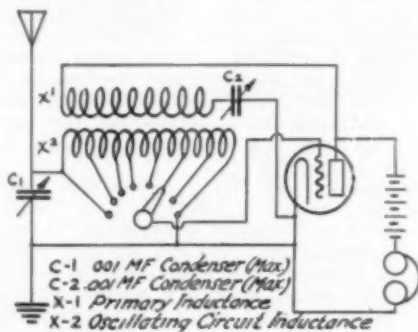 C2
X¹
X²
C1
C-1 .001 MF Condenser (Max)
C-2 .001 MF Condenser (Max)
X-1 Primary Inductance
X-2 Oscillating Circuit Inductance